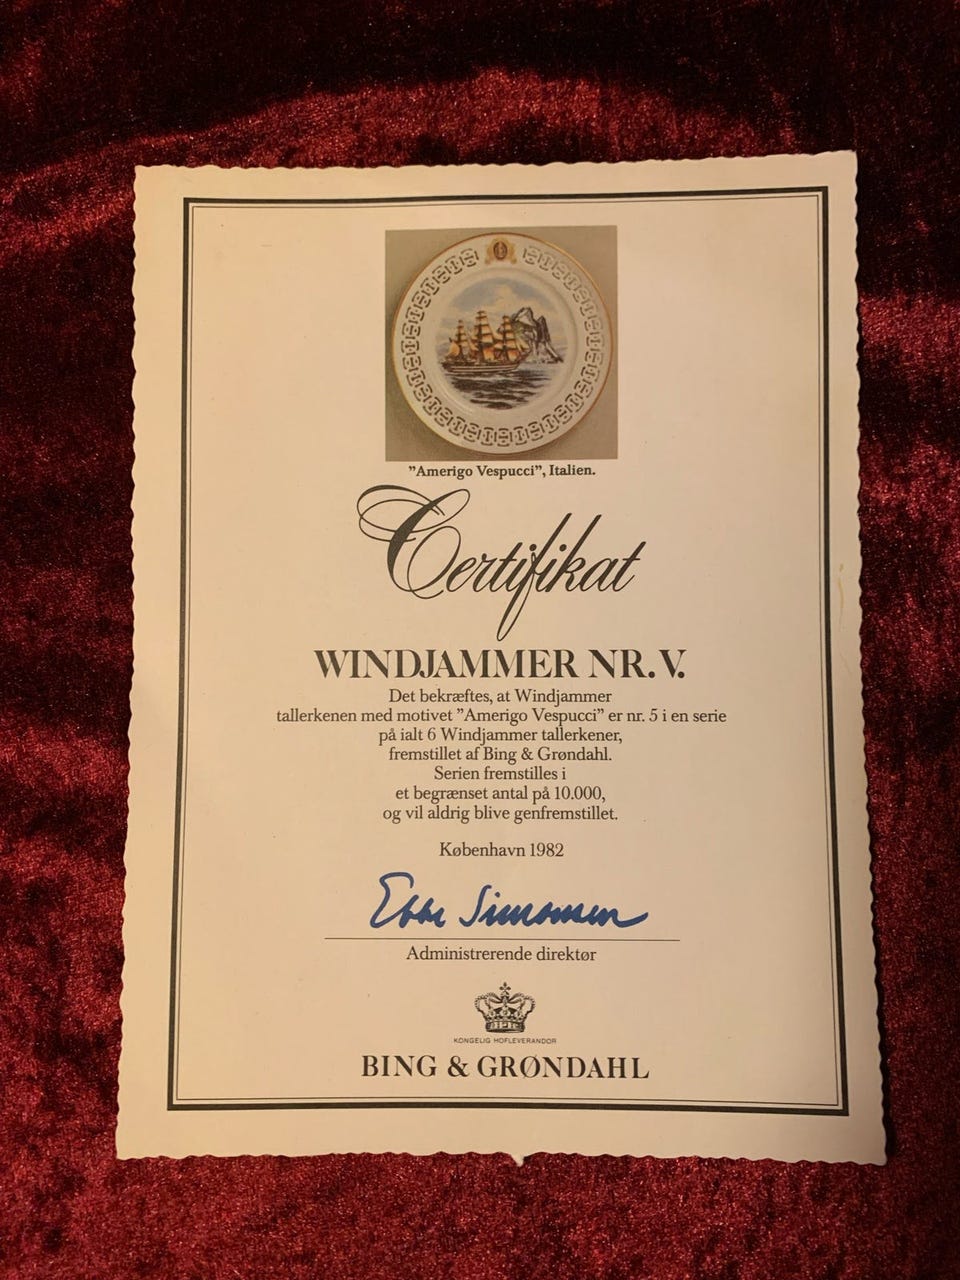 ”Amerigo Vespucci”, Italien.
Certifikat
WINDJAMMER NR. V.
Det bekræftes, at Windjammer
tallerkenen med motivet ”Amerigo Vespucci” er nr. 5 i en serie
på ialt 6 Windjammer tallerkener,
fremstillet af Bing & Grøndahl.
Serien fremstilles i
et begrænset antal på 10.000,
og vil aldrig blive genfremstillet.
København 1982
Ebbe Simonsen
Administrerende direktør
KONGELIG HOFLEVERANDØR
BING & GRØNDAHL